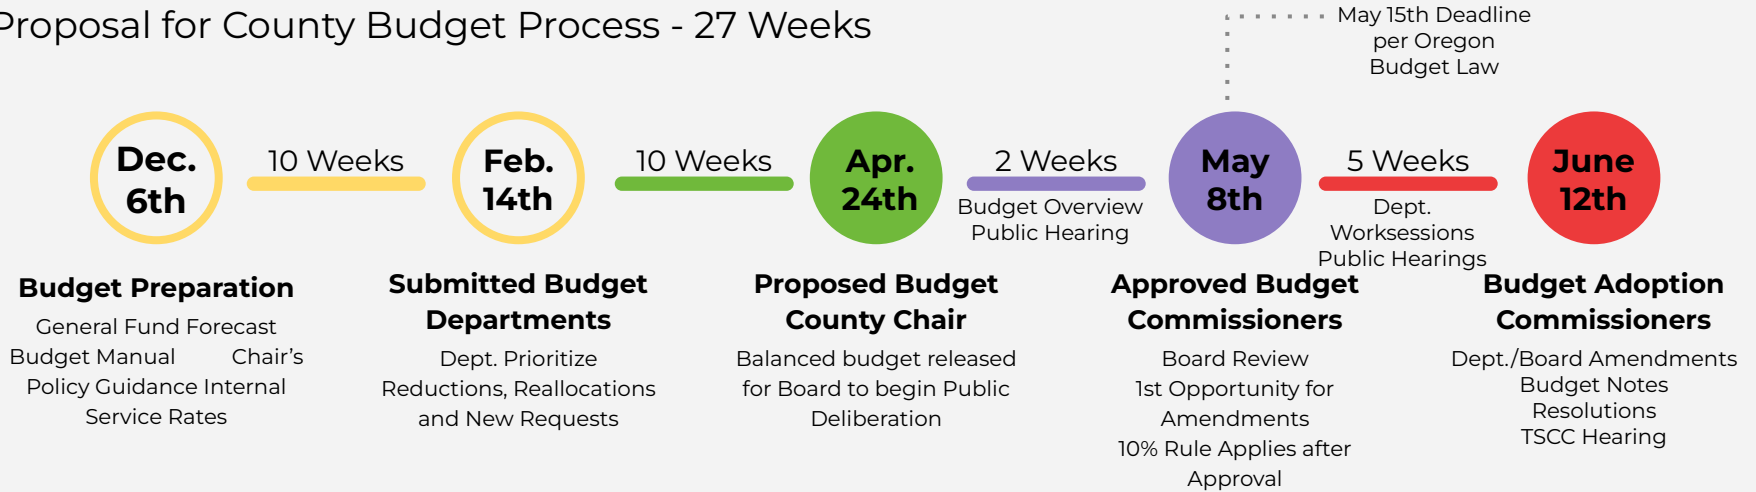 Proposal for County Budget Process - 27 Weeks
May 15th Deadline
per Oregon
Budget Law
Dec.
6th
10 Weeks
Feb.
14th
10 Weeks
Apr.
24th
2 Weeks
Budget Overview
Public Hearing
May
8th
5 Weeks
Dept.
Worksessions
Public Hearings
June
12th
Budget Preparation
General Fund Forecast
Budget Manual Chair's
Policy Guidance Internal
Service Rates
Submitted Budget
Departments
Dept. Prioritize
Reductions, Reallocations
and New Requests
Proposed Budget
County Chair
Balanced budget released
for Board to begin Public
Deliberation
Approved Budget
Commissioners
Board Review
1st Opportunity for
Amendments
10% Rule Applies after
Approval
Budget Adoption
Commissioners
Dept./Board Amendments
Budget Notes
Resolutions
TSCC Hearing